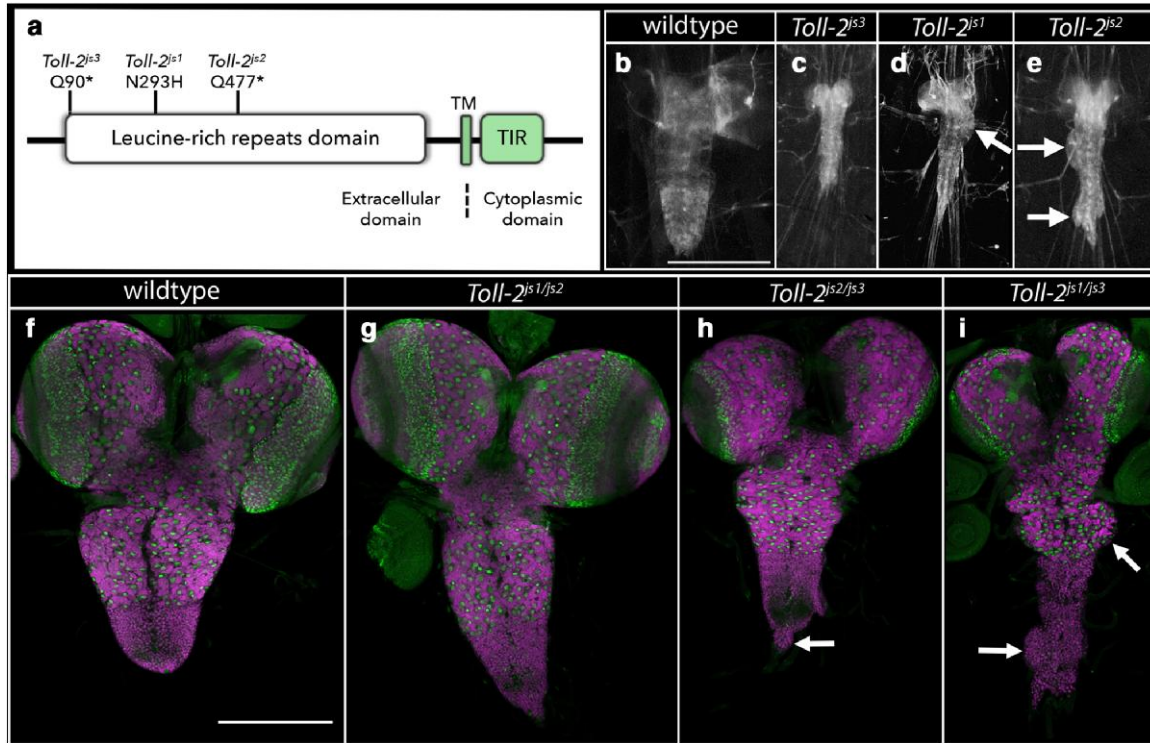 a
Toll-2js3 Toll-2js1 Toll-2js2
Q90* N293H Q477*
TM
Leucine-rich repeats domain TIR
Extracellular domain
Cytoplasmic domain
wildtype Toll-2js3 Toll-2js1 Toll-2js2
b c d e
wildtype Toll-2js1/js2 Toll-2js2/js3 Toll-2js1/js3
f g h i